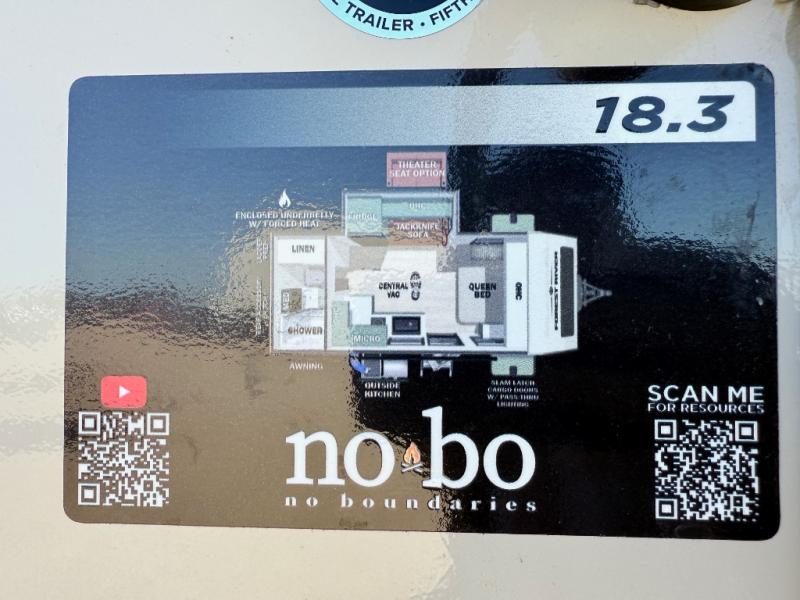 TRAILER • FIFTH
18.3
THEATER
SEAT OPTION
ENCLOSED UNDERBELLY
W/ FORCED HEAT
FRIDGE
OHC
JACKKNIFE
SOFA
LINEN
CENTRAL
VAC
QUEEN
BED
OHC
FOREST RIVER
SHOWER
MICRO
AWNING
OUTSIDE
KITCHEN
SLAM LATCH
CARGO DOORS
W/ PASS-THRU
LIGHTING
SCAN ME
FOR RESOURCES
no bo
no boundaries